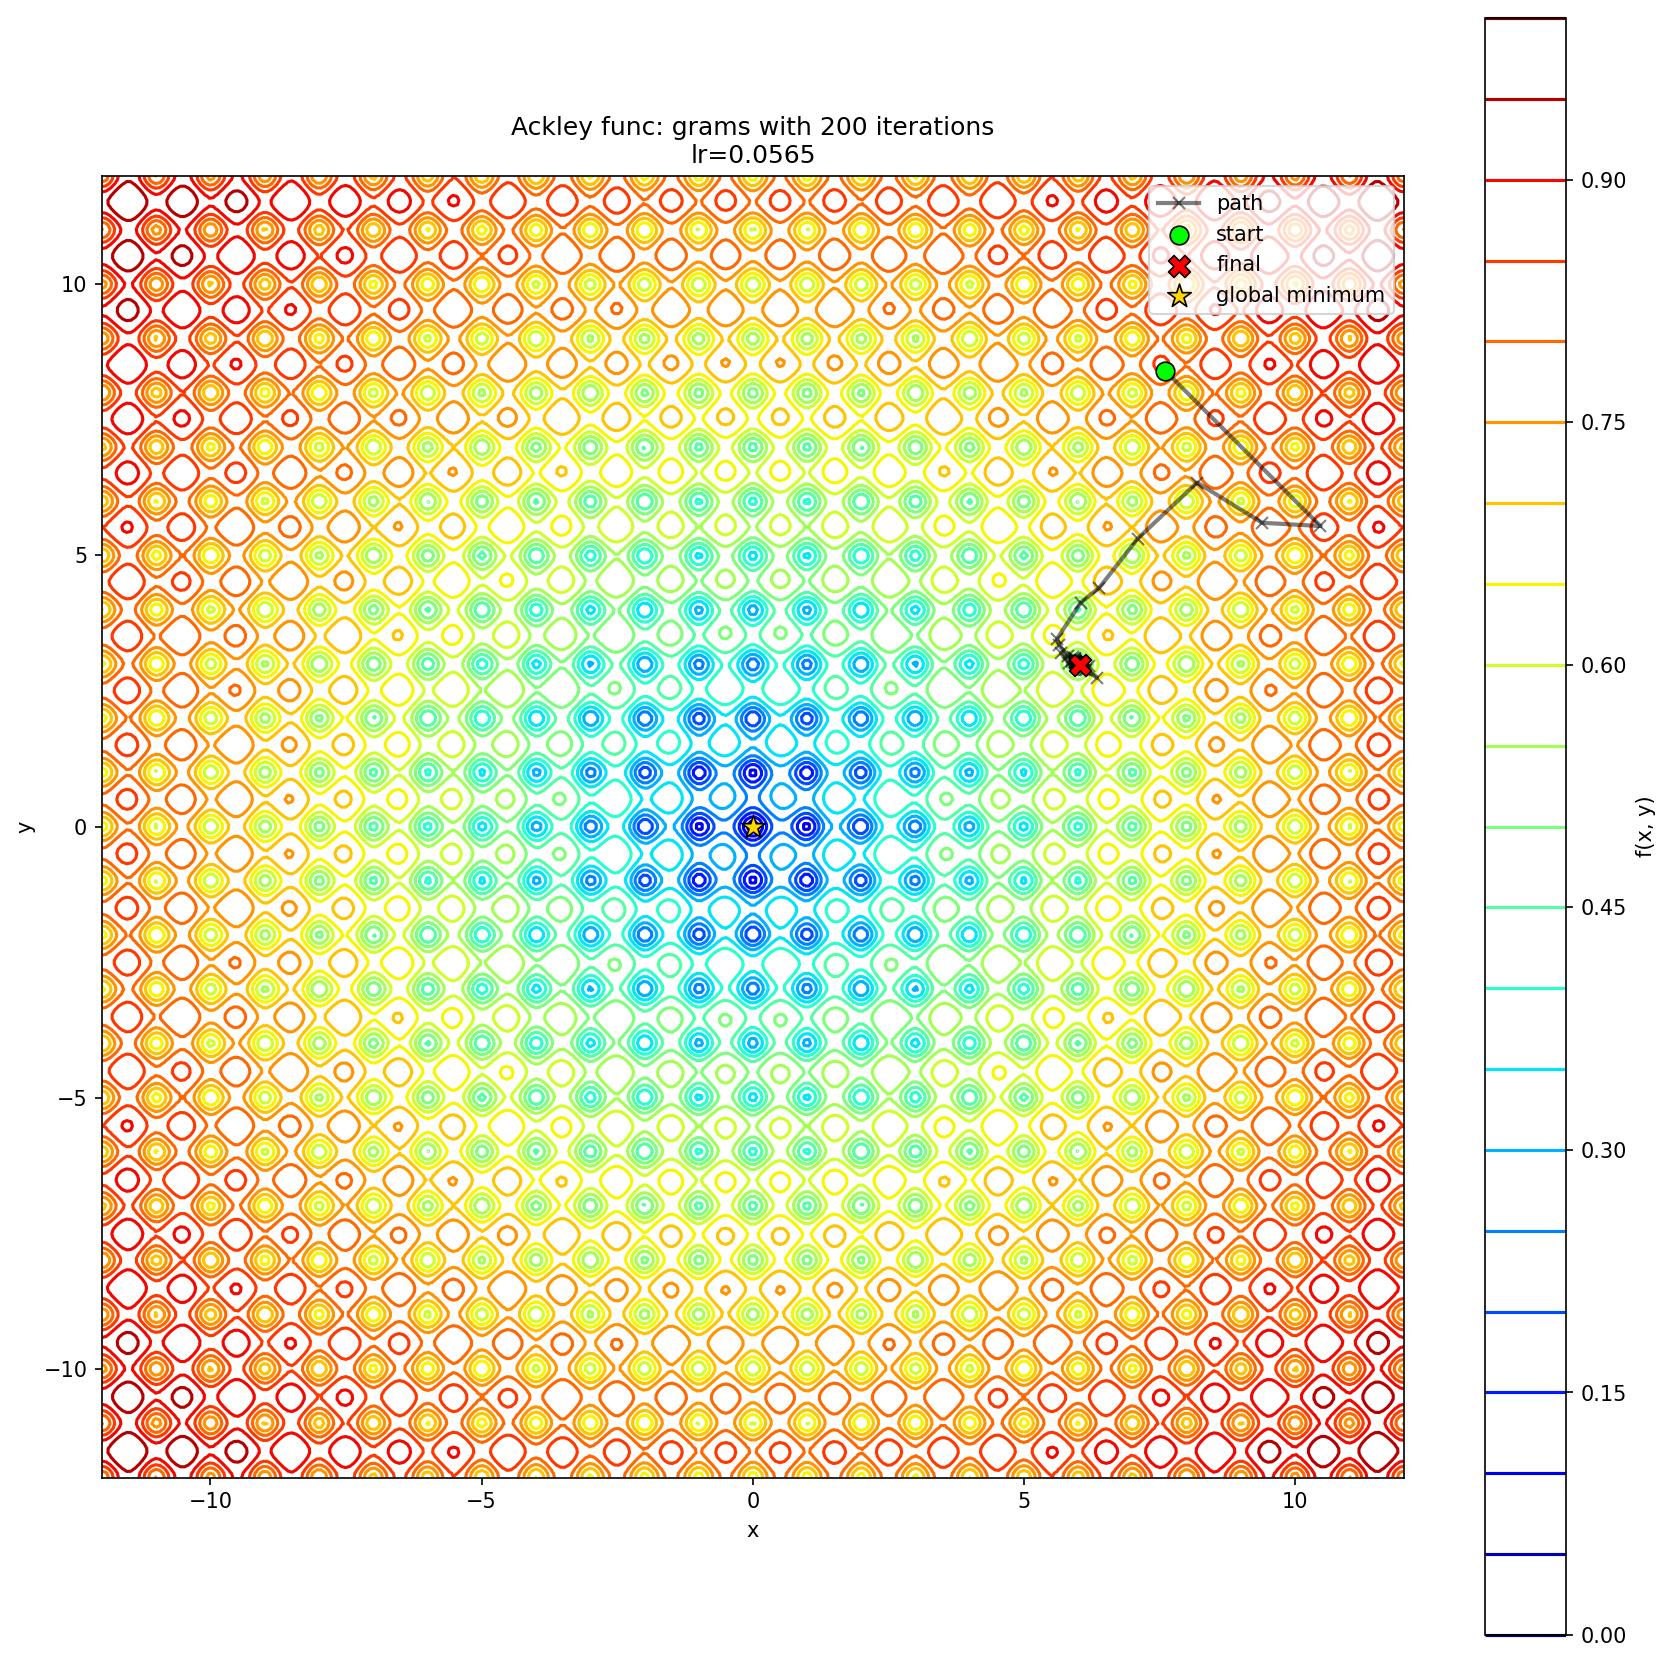 Ackley func: grams with 200 iterations
lr=0.0565
path
start
final
global minimum
10
5
0
−5
−10
y
−10
−5
0
5
10
x
0.90
0.75
0.60
0.45
0.30
0.15
0.00
f(x, y)